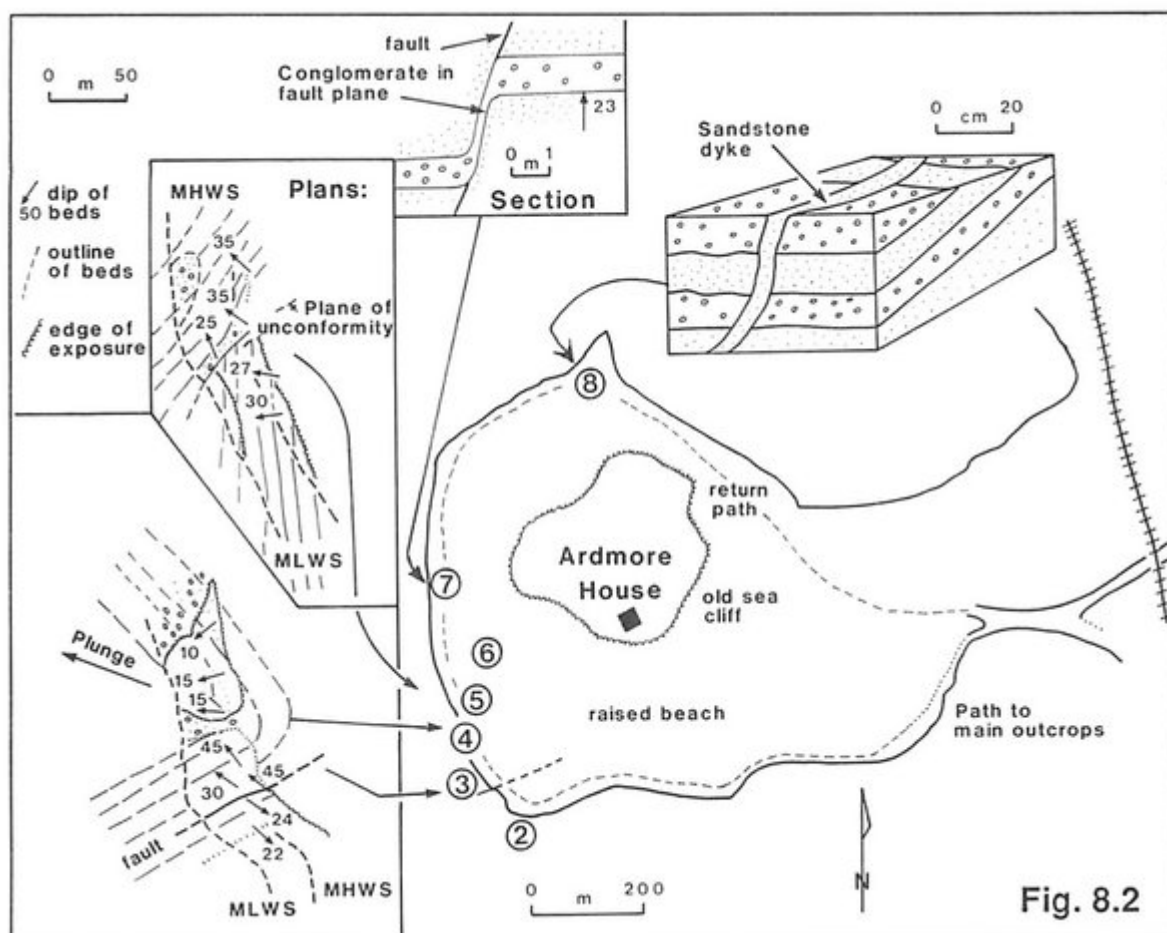 0 m 50
fault
Conglomerate in
fault plane
23
0 m 1
Section
0 20
cm
Sandstone
dyke
dip of
50 beds
outline
of beds
edge of
exposure
MHWS
Plans:
35
35
25
Plane of
unconformity
27
30
MLWS
8
return
path
Ardmore
House
old sea
cliff
7
6
5
4
3
2
raised beach
Path to
main outcrops
Plunge
10
15
15
45
45
30
24
fault
22
MHWS
MLWS
0 200
m
N
Fig. 8.2